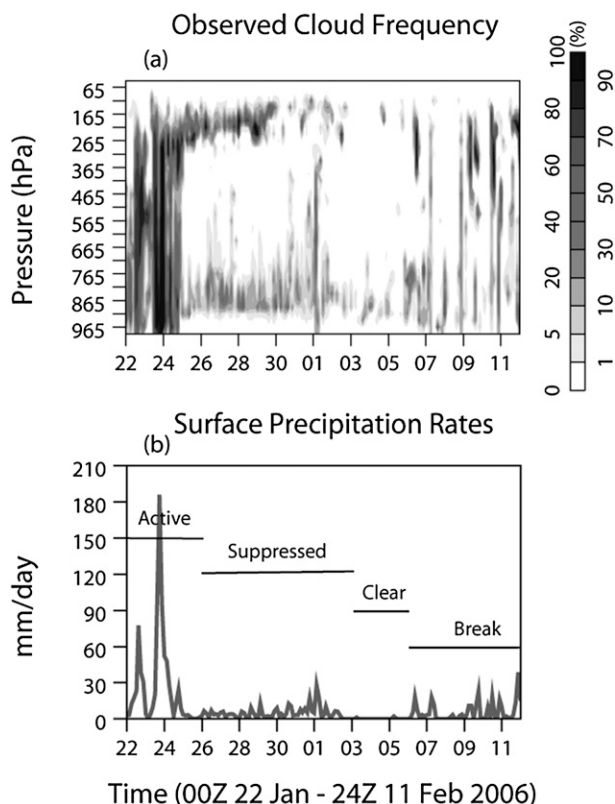 Observed Cloud Frequency
(a)
(%)
Pressure (hPa)
65
165
265
365
465
565
665
765
865
965
22 24 26 28 30 01 03 05 07 09 11
0 5 20 40 60 80 100
1 10 30 50 70 90
Surface Precipitation Rates
(b)
mm/day
210
180
150
120
90
60
30
0
Active
Suppressed
Clear
Break
22 24 26 28 30 01 03 05 07 09 11
Time (00Z 22 Jan - 24Z 11 Feb 2006)